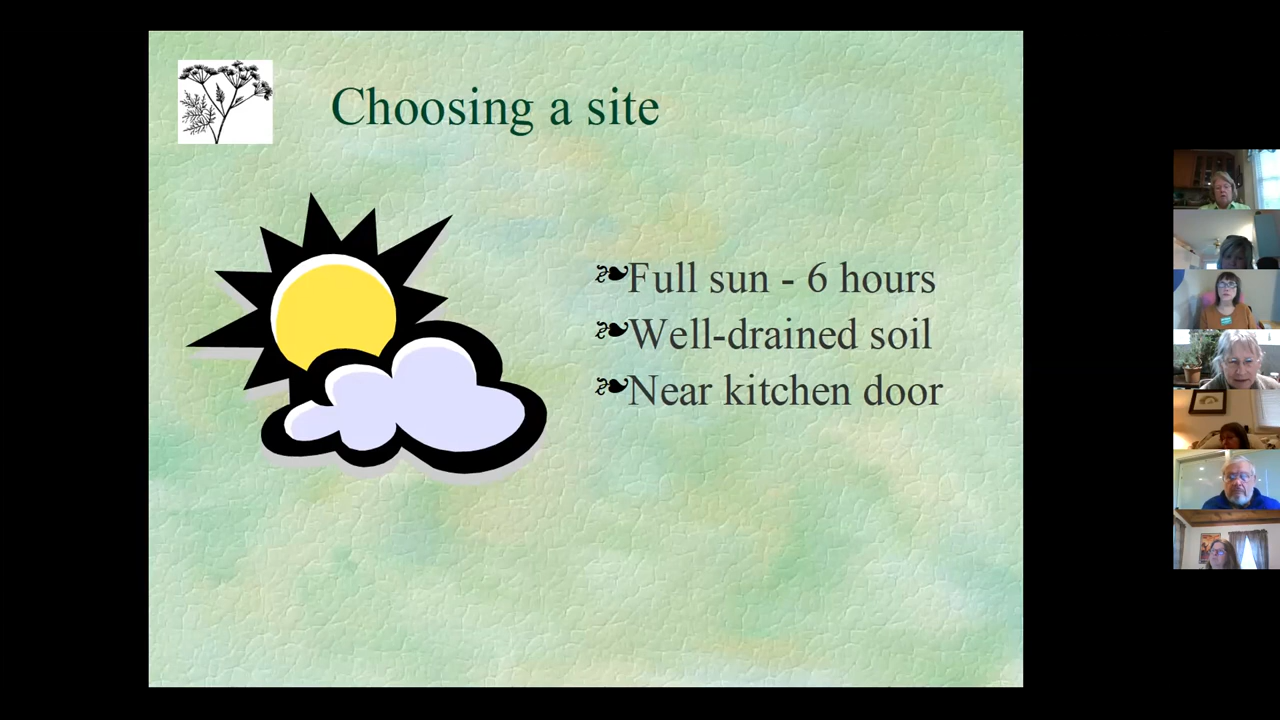 Choosing a site
❧Full sun - 6 hours
❧Well-drained soil
❧Near kitchen door